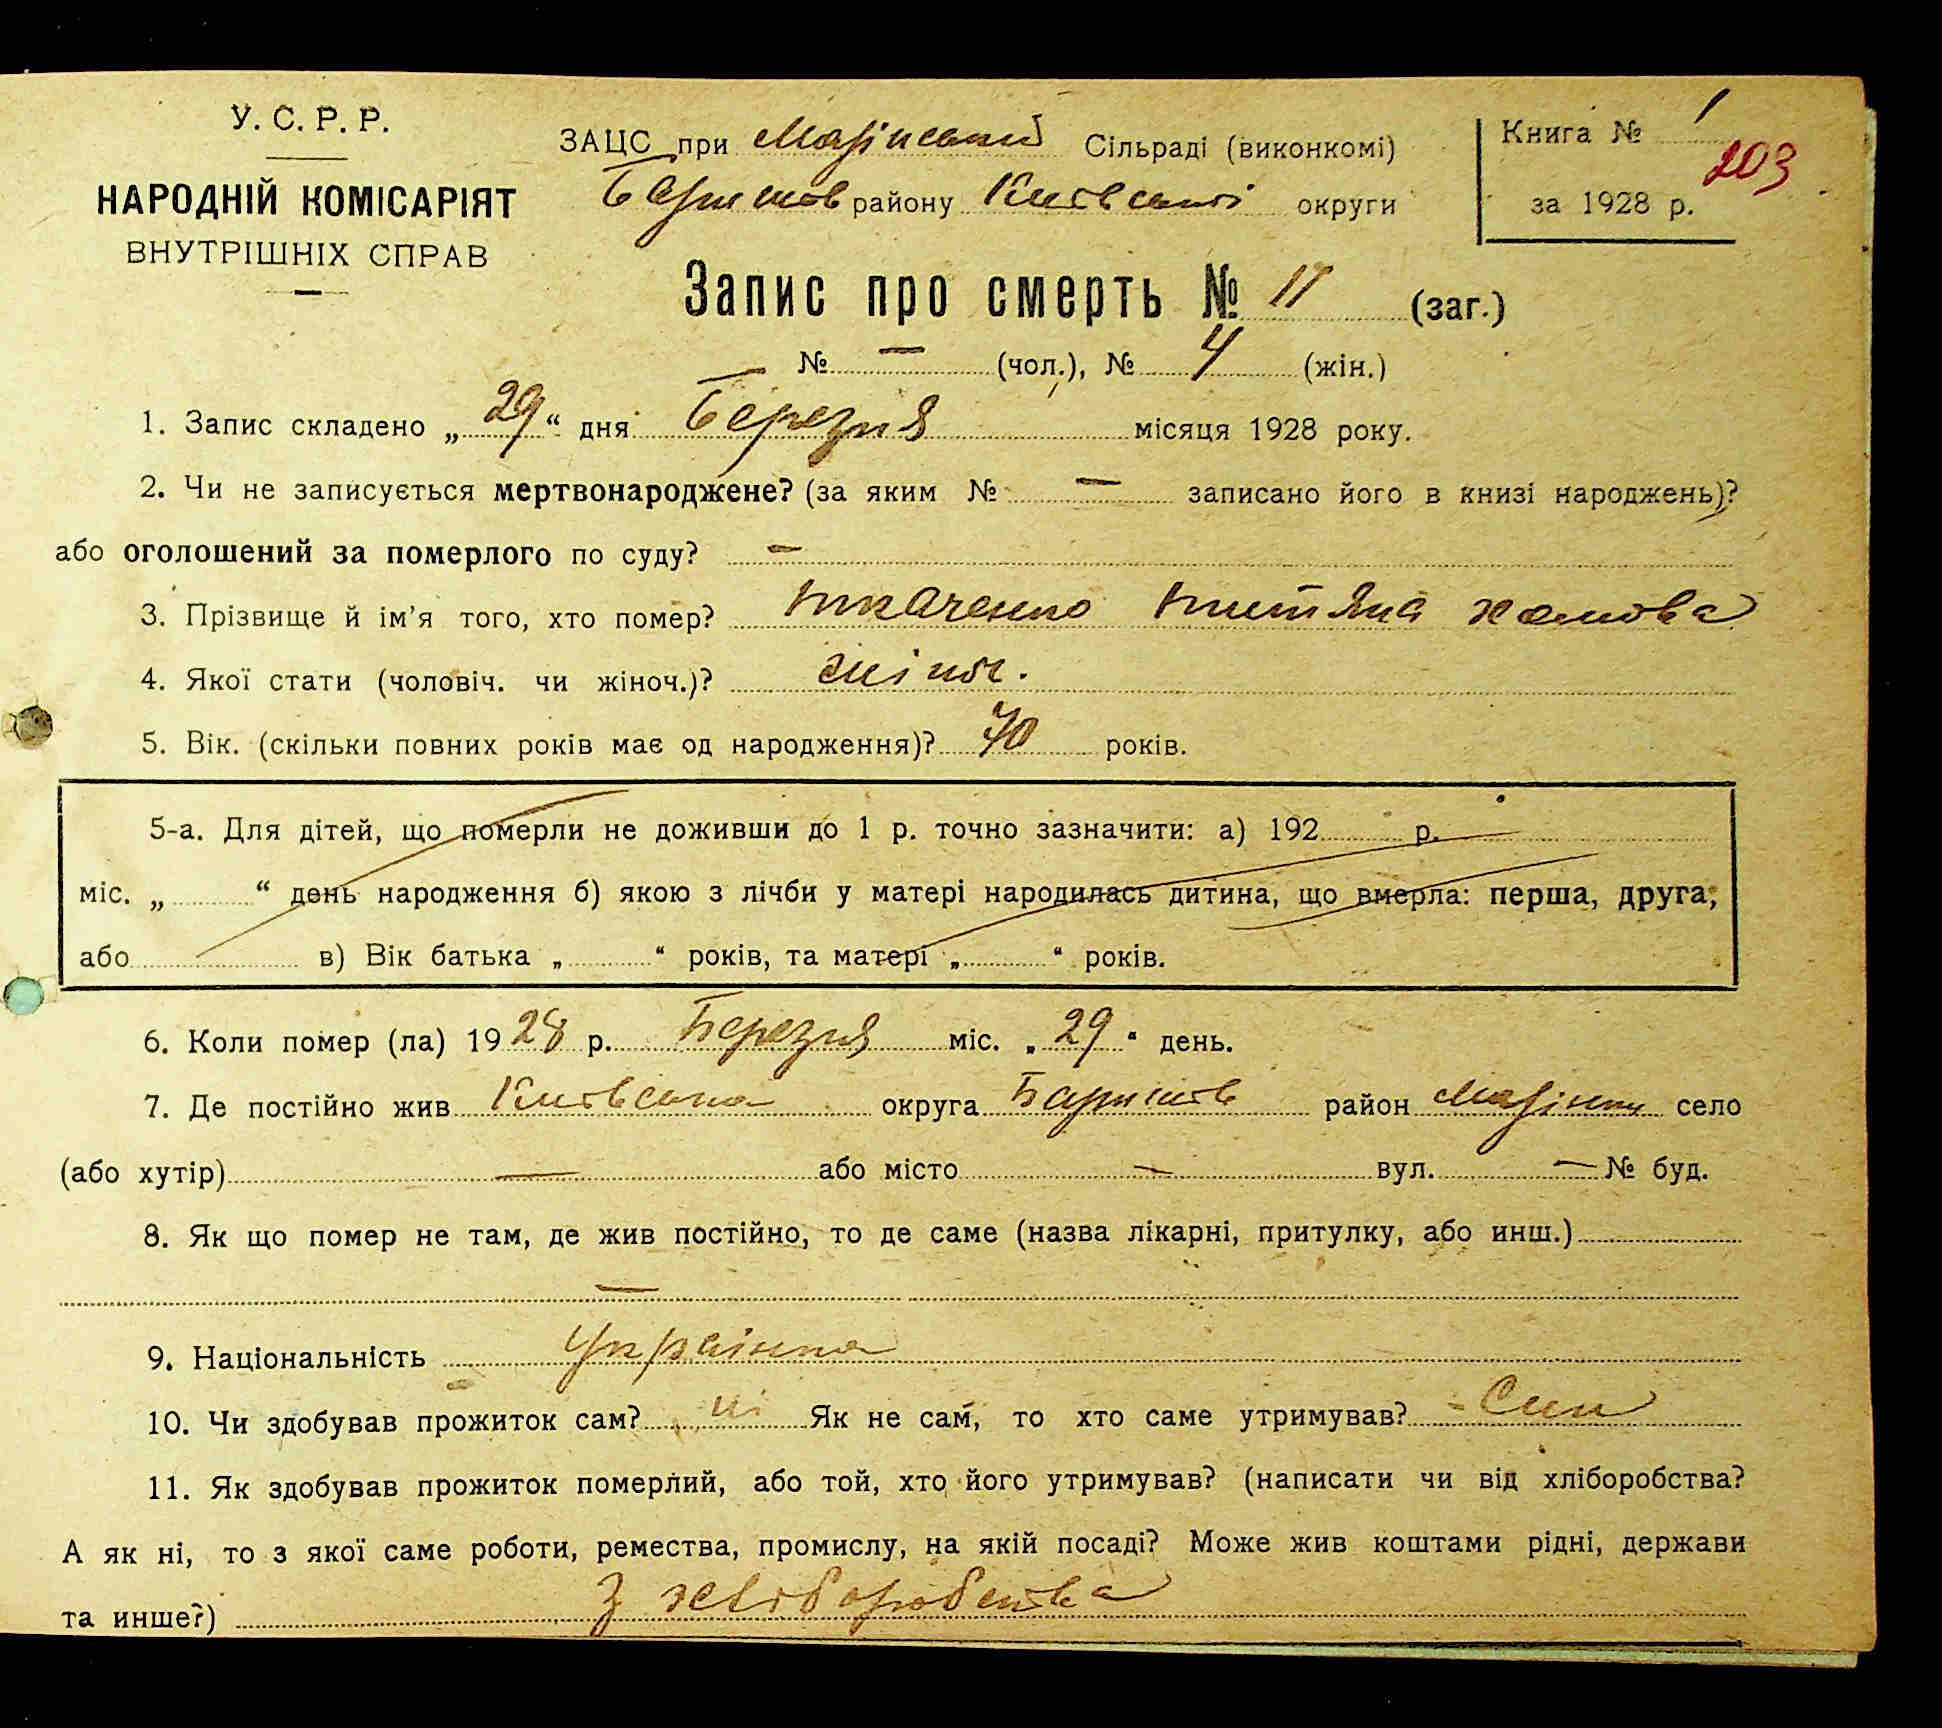 У. С. Р. Р.
НАРОДНІЙ КОМІСАРІЯТ
ВНУТРІШНІХ СПРАВ
ЗАЦС при Марінський Сільраді (виконкомі)
Баришів району Київської округи
Книга № 1
203
за 1928 р.
Запис про смерть № 11 (заг.)
№ — (чол.), № 4 (жін.)
1. Запис складено „ 29 “ дня Березня місяця 1928 року.
2. Чи не записується мертвонароджене? (за яким № — записано його в книзі народжень)?
або оголошений за померлого по суду? —
3. Прізвище й ім’я того, хто помер? Ткаченко Титяна Хомова
4. Якої стати (чоловіч. чи жіноч.)? жіноч.
5. Вік. (скільки повних років має од народження)? 70 років.
5-а. Для дітей, що померли не доживши до 1 р. точно зазначити: а) 192 р.
міс. „ “ день народження б) якою з лічби у матері народилась дитина, що вмерла: перша, друга,
або в) Вік батька „ “ років, та матері „ “ років.
6. Коли помер (ла) 1928 р. Березня міс. „ 29 “ день.
7. Де постійно жив Київська округа Баришів район Марінки село
(або хутір) — або місто — вул. — № буд.
8. Як що помер не там, де жив постійно, то де саме (назва лікарні, притулку, або инш.)
—
9. Національність Українка
10. Чи здобував прожиток сам? ні Як не сам, то хто саме утримував? Син
11. Як здобував прожиток померлий, або той, хто його утримував? (написати чи від хліборобства?
А як ні, то з якої саме роботи, ремества, промислу, на якій посаді? Може жив коштами рідні, держави
та инше?) З хліборобства